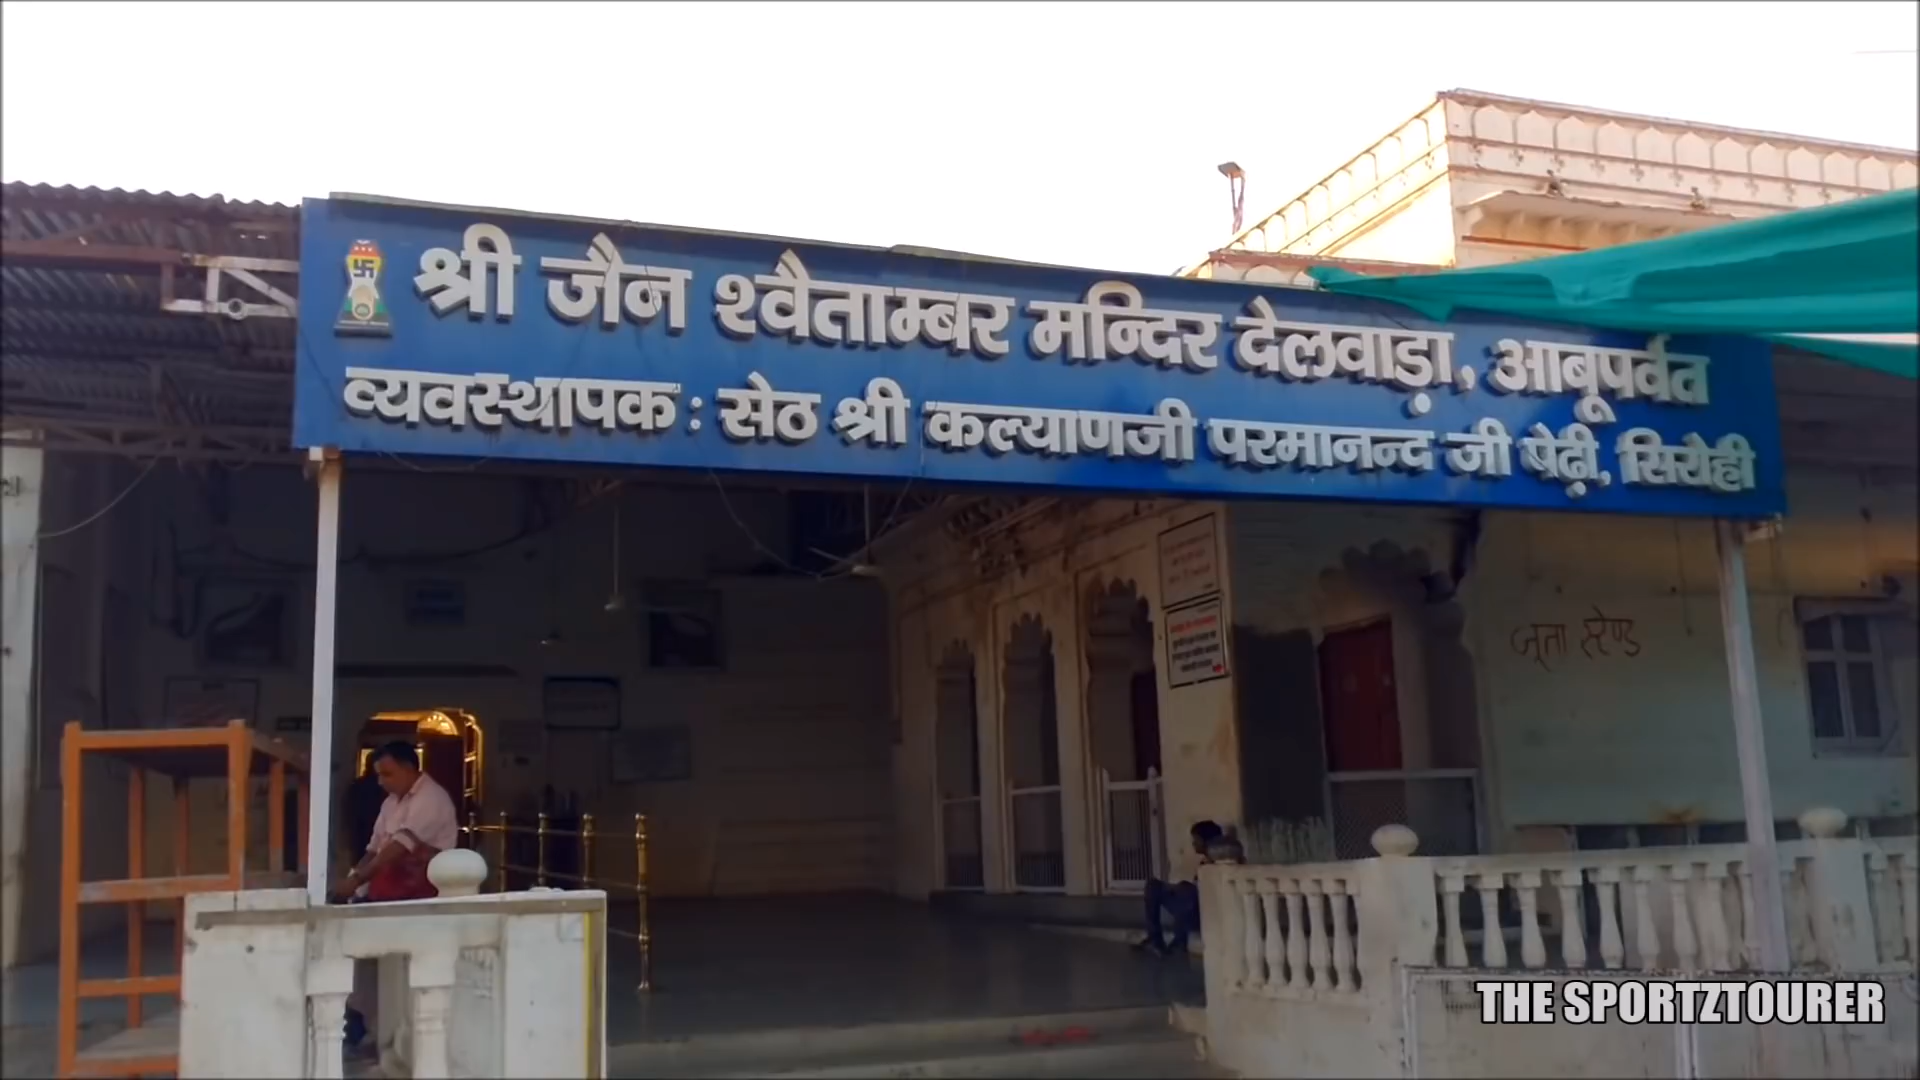 श्री जैन श्वैताम्बर मन्दिर देलवाड़ा, आबूपर्वत
व्यवस्थापक : सेठ श्री कल्याणजी परमानन्द जी पेढ़ी, सिरोही
जूता स्टेण्ड
THE SPORTZTOURER